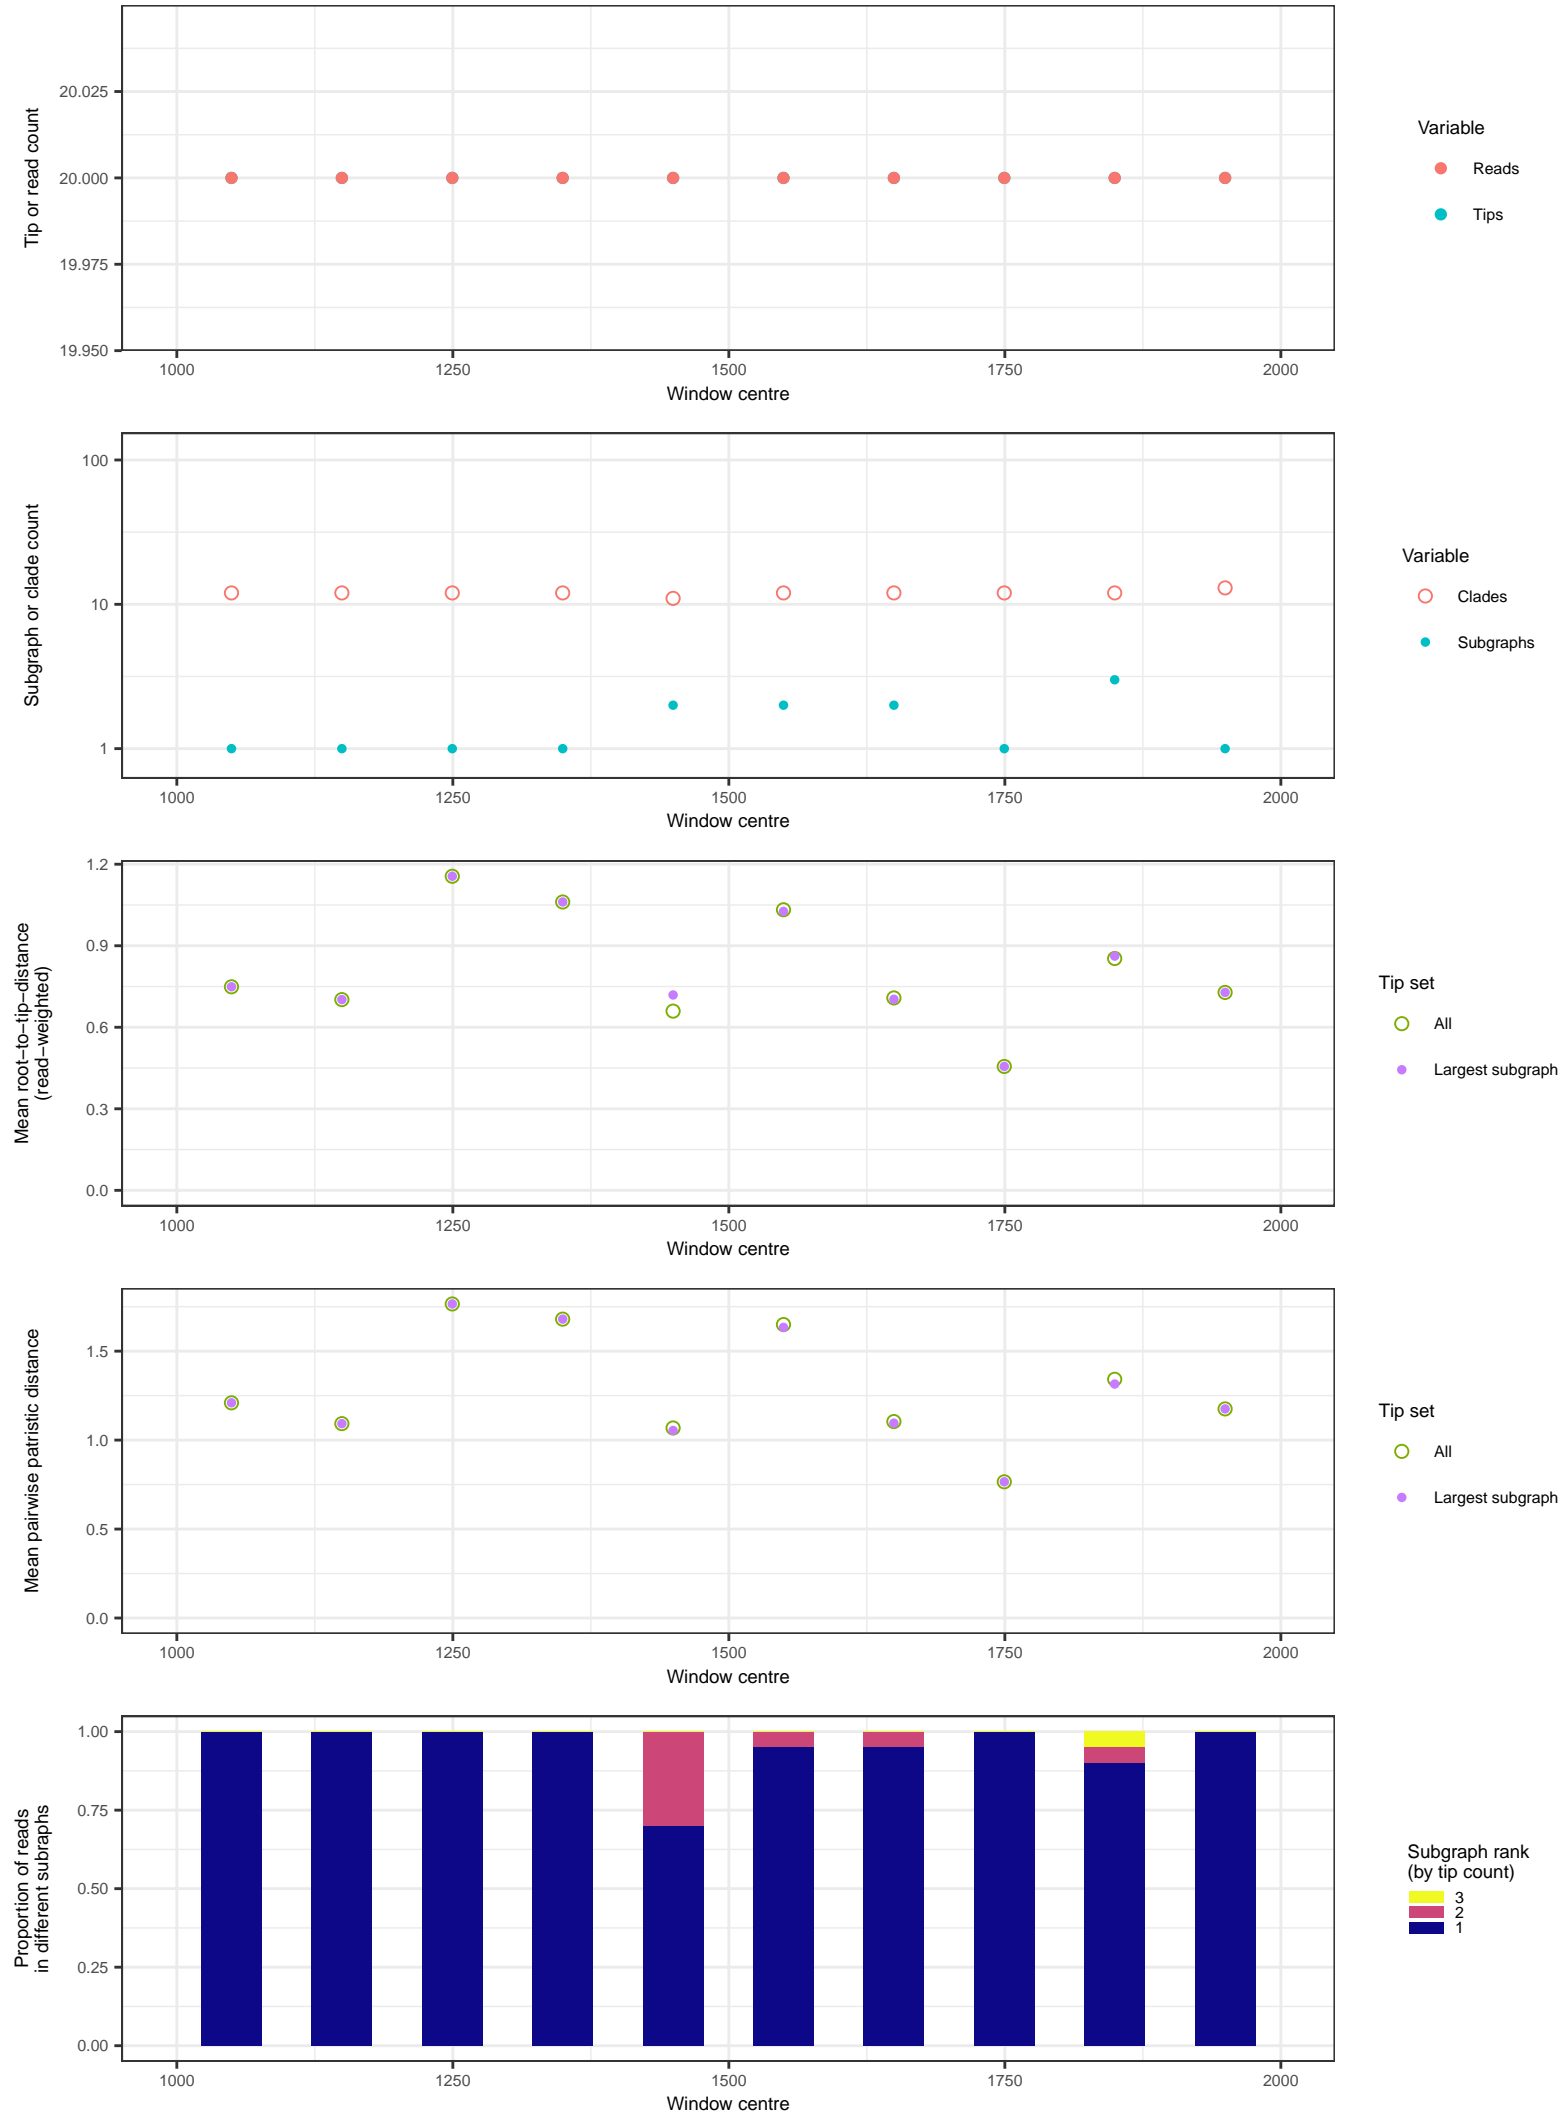 Tip or read count
20.025
20.000
19.975
19.950
1000 1250 1500 1750 2000
Window centre
Variable
Reads
Tips
Subgraph or clade count
100
10
1
1000 1250 1500 1750 2000
Window centre
Variable
Clades
Subgraphs
Mean root−to−tip−distance
(read−weighted)
1.2
0.9
0.6
0.3
0.0
1000 1250 1500 1750 2000
Window centre
Tip set
All
Largest subgraph
Mean pairwise patristic distance
1.5
1.0
0.5
0.0
1000 1250 1500 1750 2000
Window centre
Tip set
All
Largest subgraph
Proportion of reads
in different subraphs
1.00
0.75
0.50
0.25
0.00
1000 1250 1500 1750 2000
Window centre
Subgraph rank
(by tip count)
3
2
1